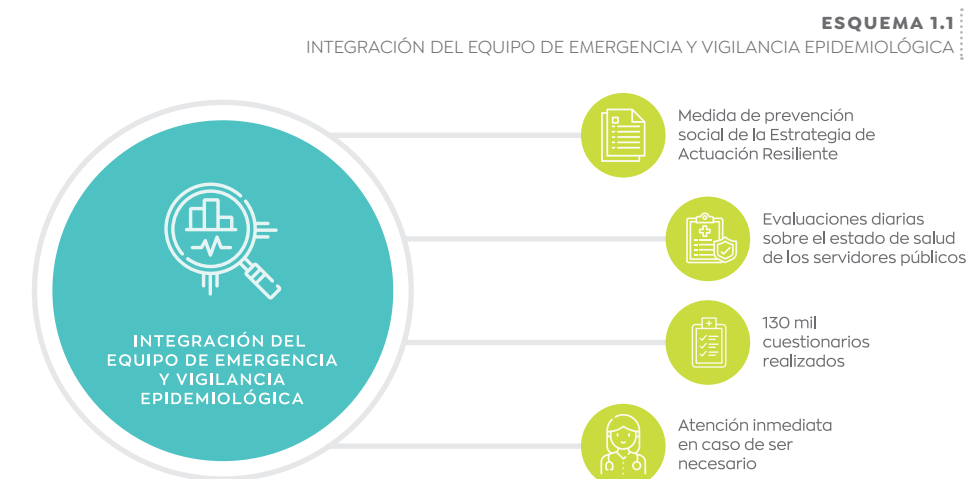 ESQUEMA 1.1
INTEGRACIÓN DEL EQUIPO DE EMERGENCIA Y VIGILANCIA EPIDEMIOLÓGICA
INTEGRACIÓN DEL
EQUIPO DE EMERGENCIA
Y VIGILANCIA
EPIDEMIOLÓGICA
Medida de prevención
social de la Estrategia de
Actuación Resiliente
Evaluaciones diarias
sobre el estado de salud
de los servidores públicos
130 mil
cuestionarios
realizados
Atención inmediata
en caso de ser
necesario